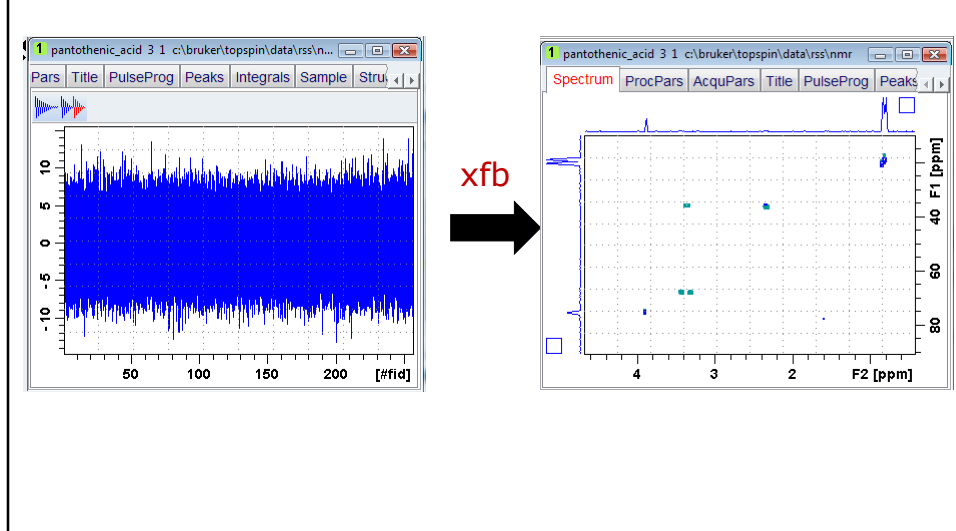 1 pantothenic_acid 3 1 c:\bruker\topspin\data\rss\n...
Pars Title PulseProg Peaks Integrals Sample Stru
10
5
0
-5
-10
50 100 150 200 [#fid]
xfb
1 pantothenic_acid 3 1 c:\bruker\topspin\data\rss\nmr
Spectrum ProcPars AcquPars Title PulseProg Peaks
F1 [ppm]
40
60
80
4 3 2 F2 [ppm]